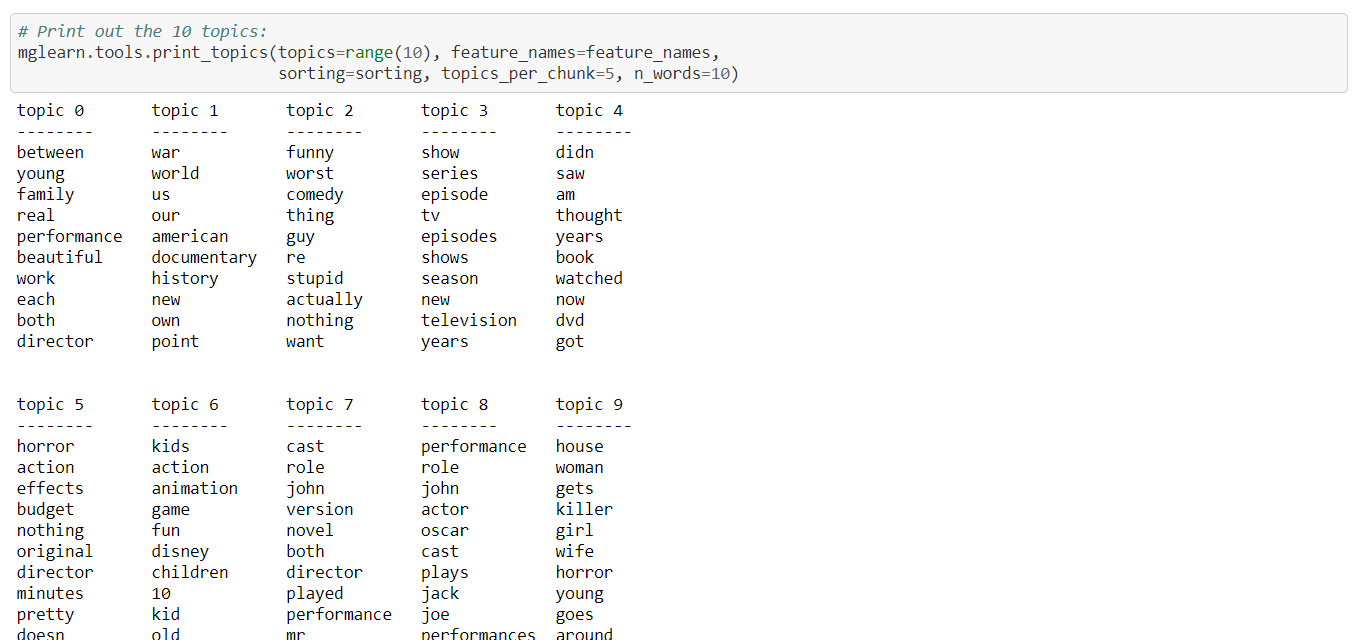 # Print out the 10 topics:
mglearn.tools.print_topics(topics=range(10), feature_names=feature_names,
                           sorting=sorting, topics_per_chunk=5, n_words=10)
topic 0       topic 1       topic 2       topic 3       topic 4
--------      --------      --------      --------      --------
between       war           funny         show          didn
young         world         worst         series        saw
family        us            comedy        episode       am
real          our           thing         tv            thought
performance   american      guy           episodes      years
beautiful     documentary   re            shows         book
work          history       stupid        season        watched
each          new           actually      new           now
both          own           nothing       television    dvd
director      point         want          years         got
topic 5       topic 6       topic 7       topic 8       topic 9
--------      --------      --------      --------      --------
horror        kids          cast          performance   house
action        action        role          role          woman
effects       animation     john          john          gets
budget        game          version       actor         killer
nothing       fun           novel         oscar         girl
original      disney        both          cast          wife
director      children      director      plays         horror
minutes       10            played        jack          young
pretty        kid           performance   joe           goes
doesn         old           mr            performances  around